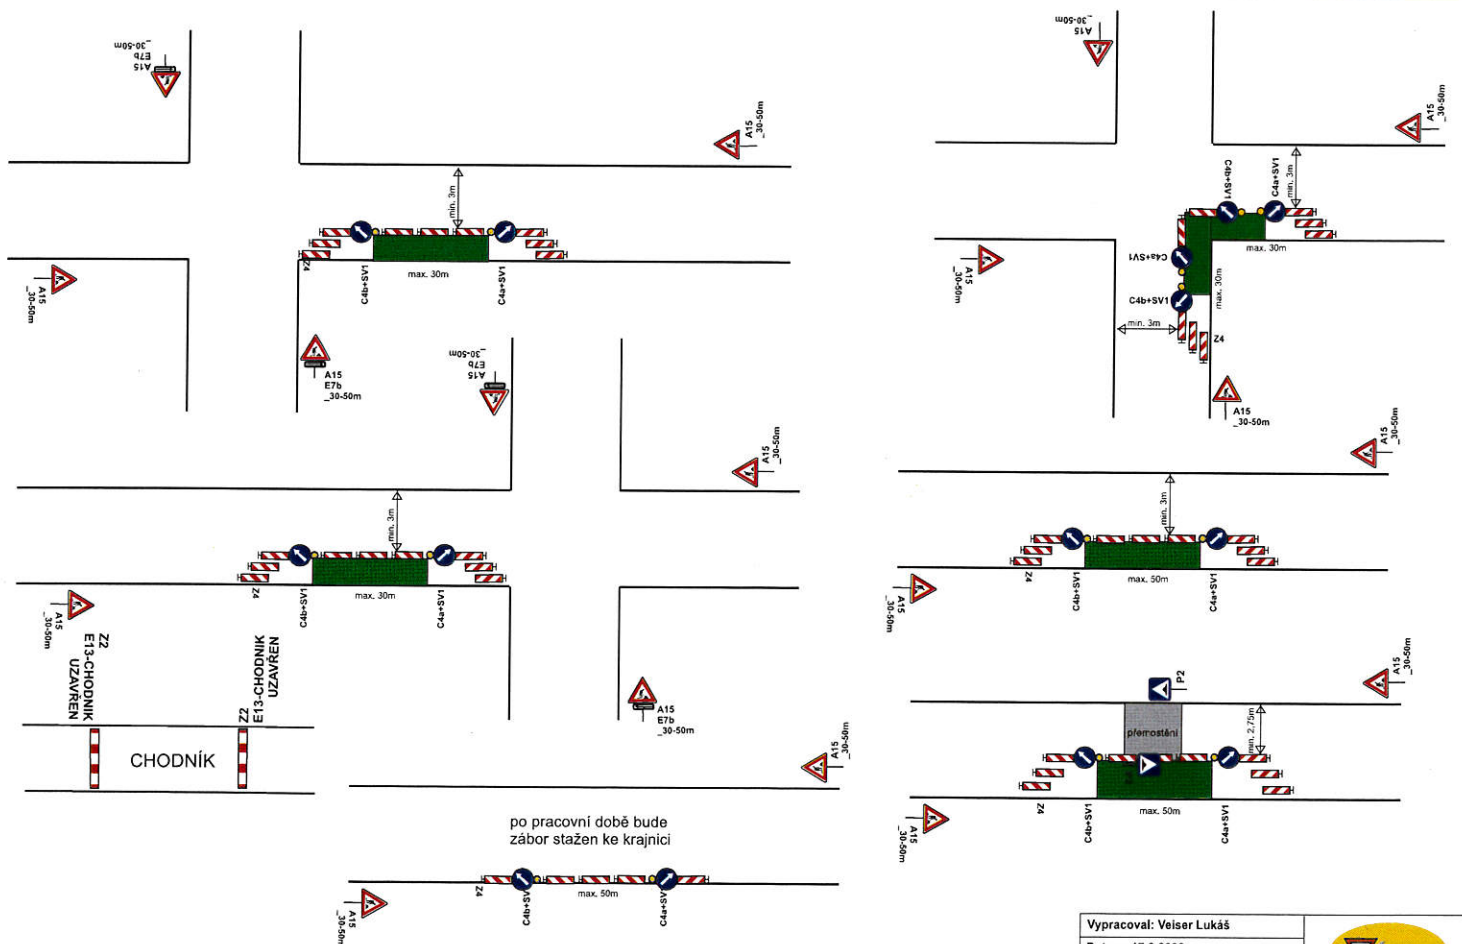 A15
E7b
_30-50m
A15
_30-50m
min. 3m
Z4
max. 30m
C4b+SV1
C4a+SV1
A15
_30-50m
A15
E7b
_30-50m
A15
E7b
_30-50m
A15
_30-50m
min. 3m
Z4
max. 30m
C4b+SV1
C4a+SV1
A15
_30-50m
A15
E7b
_30-50m
Z2
E13-CHODNIK
UZAVŘEN
Z2
E13-CHODNIK
UZAVŘEN
CHODNÍK
A15
_30-50m
po pracovní době bude
zábor stažen ke krajnici
Z4
C4b+SV
max. 50m
C4a+SV
A15
_30-50m
A15
_30-50m
A15
_30-50m
C4b+SV1
C4a+SV1
min. 3m
max. 30m
C4a+SV1
C4b+SV1
max. 30m
min. 3m
Z4
A15
_30-50m
A15
_30-50m
A15
_30-50m
min. 3m
Z4
max. 50m
C4b+SV1
C4a+SV1
A15
_30-50m
P2
A15
_30-50m
přemostění
min. 2,75m
Z4
max. 50m
C4b+SV1
C4a+SV1
A15
_30-50m
Vypracoval: Veiser Lukáš